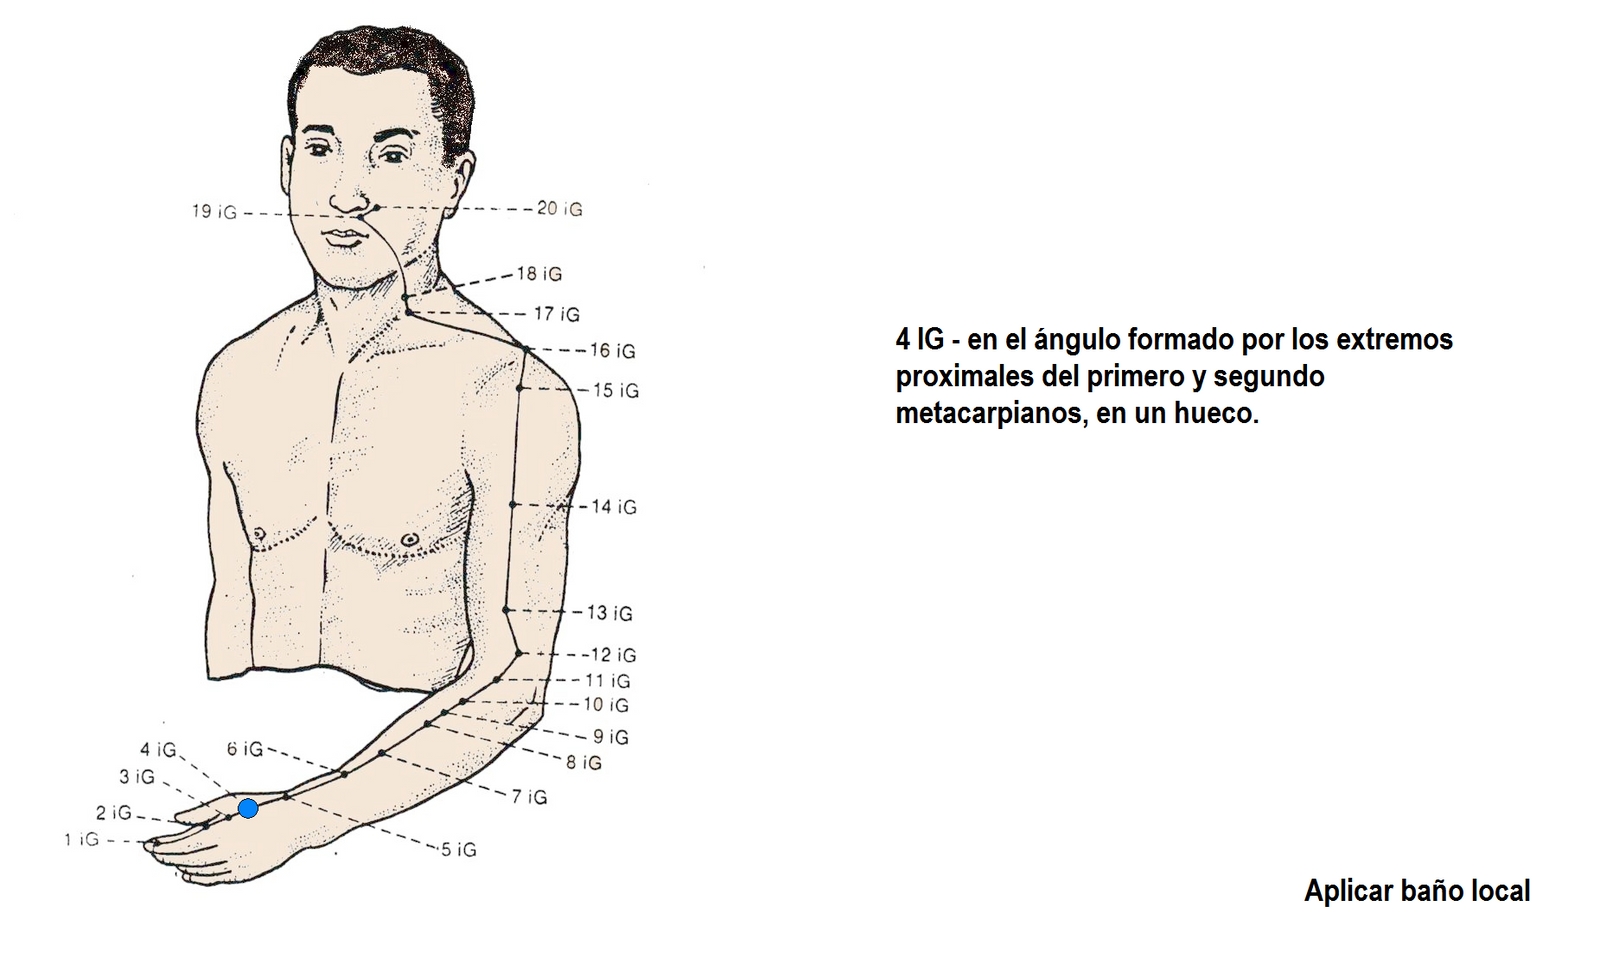 19 iG
20 iG
18 iG
17 iG
16 iG
15 iG
14 iG
13 iG
12 iG
11 iG
10 iG
9 iG
8 iG
7 iG
6 iG
5 iG
4 iG
3 iG
2 iG
1 iG
4 IG - en el ángulo formado por los extremos
proximales del primero y segundo
metacarpianos, en un hueco.
Aplicar baño local